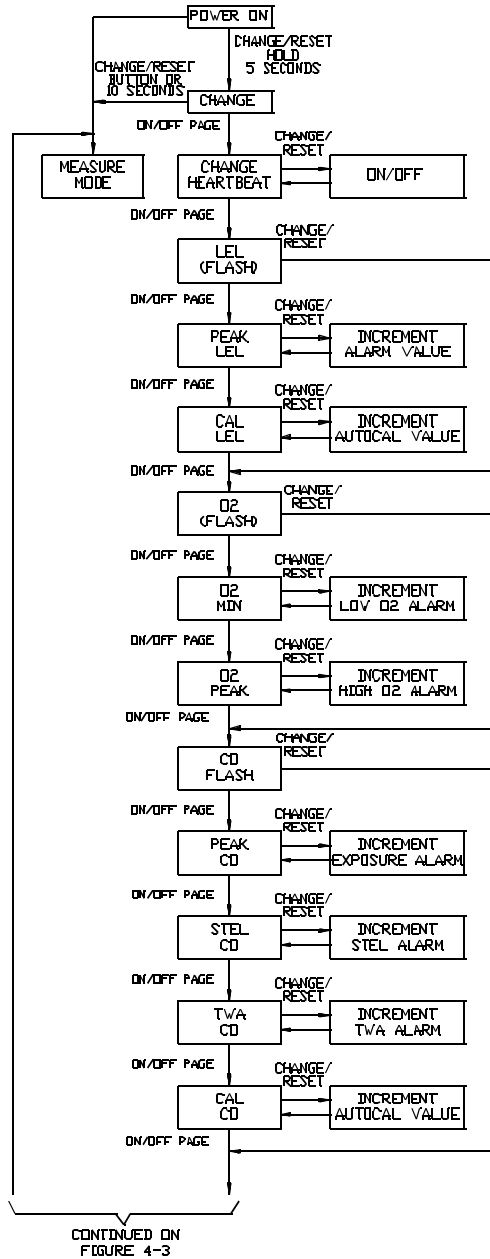 POWER ON
CHANGE/RESET
HOLD
5 SECONDS
CHANGE/RESET
BUTTON OR
10 SECONDS
CHANGE
ON/OFF PAGE
MEASURE
MODE
CHANGE
HEARTBEAT
CHANGE/
RESET
ON/OFF
ON/OFF PAGE
LEL
(FLASH)
CHANGE/
RESET
ON/OFF PAGE
PEAK
LEL
CHANGE/
RESET
INCREMENT
ALARM VALUE
ON/OFF PAGE
CAL
LEL
CHANGE/
RESET
INCREMENT
AUTOCAL VALUE
ON/OFF PAGE
O2
(FLASH)
CHANGE/
RESET
ON/OFF PAGE
O2
MIN
CHANGE/
RESET
INCREMENT
LOW O2 ALARM
ON/OFF PAGE
O2
PEAK
CHANGE/
RESET
INCREMENT
HIGH O2 ALARM
ON/OFF PAGE
CO
FLASH
CHANGE/
RESET
ON/OFF PAGE
PEAK
CO
CHANGE/
RESET
INCREMENT
EXPOSURE ALARM
ON/OFF PAGE
STEL
CO
CHANGE/
RESET
INCREMENT
STEL ALARM
ON/OFF PAGE
TWA
CO
CHANGE/
RESET
INCREMENT
TWA ALARM
ON/OFF PAGE
CAL
CO
CHANGE/
RESET
INCREMENT
AUTOCAL VALUE
ON/OFF PAGE
CONTINUED ON
FIGURE 4-3